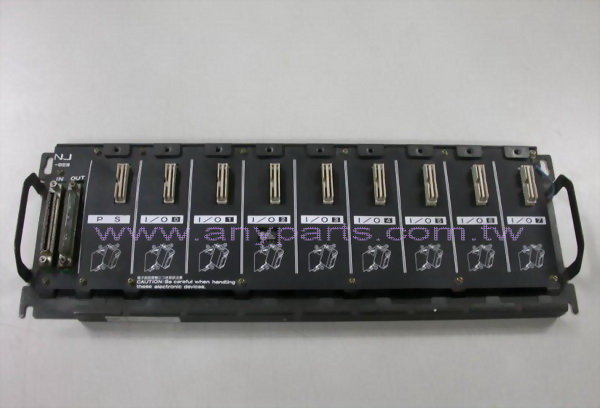 NJ
IN OUT
P S I/O 0 I/O 1 I/O 2 I/O 3 I/O 4 I/O 5 I/O 6 I/O 7
www.anyparts.com.tw
CAUTION:Be careful when handling
these electronic devices.